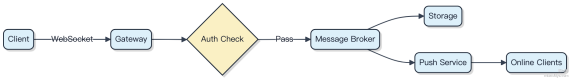 Client
WebSocket
Gateway
Auth Check
Pass
Message Broker
Storage
Push Service
Online Clients